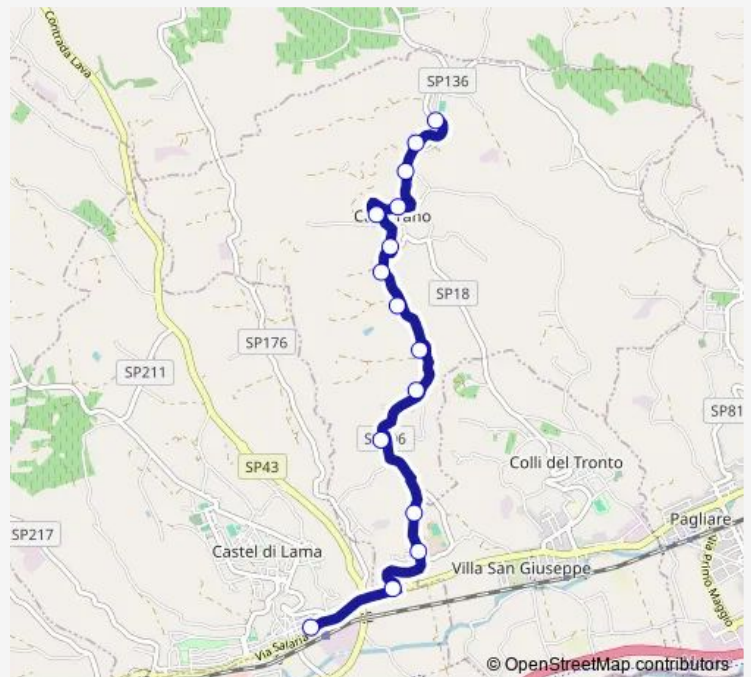 Contrada Lava
SP136
SP18
SP176
SP211
SP81
SP43
Colli del Tronto
SP217
Pagliare
Castel di Lama
Villa San Giuseppe
Via Primo Maggio
Via Salaria
© OpenStreetMap contributors